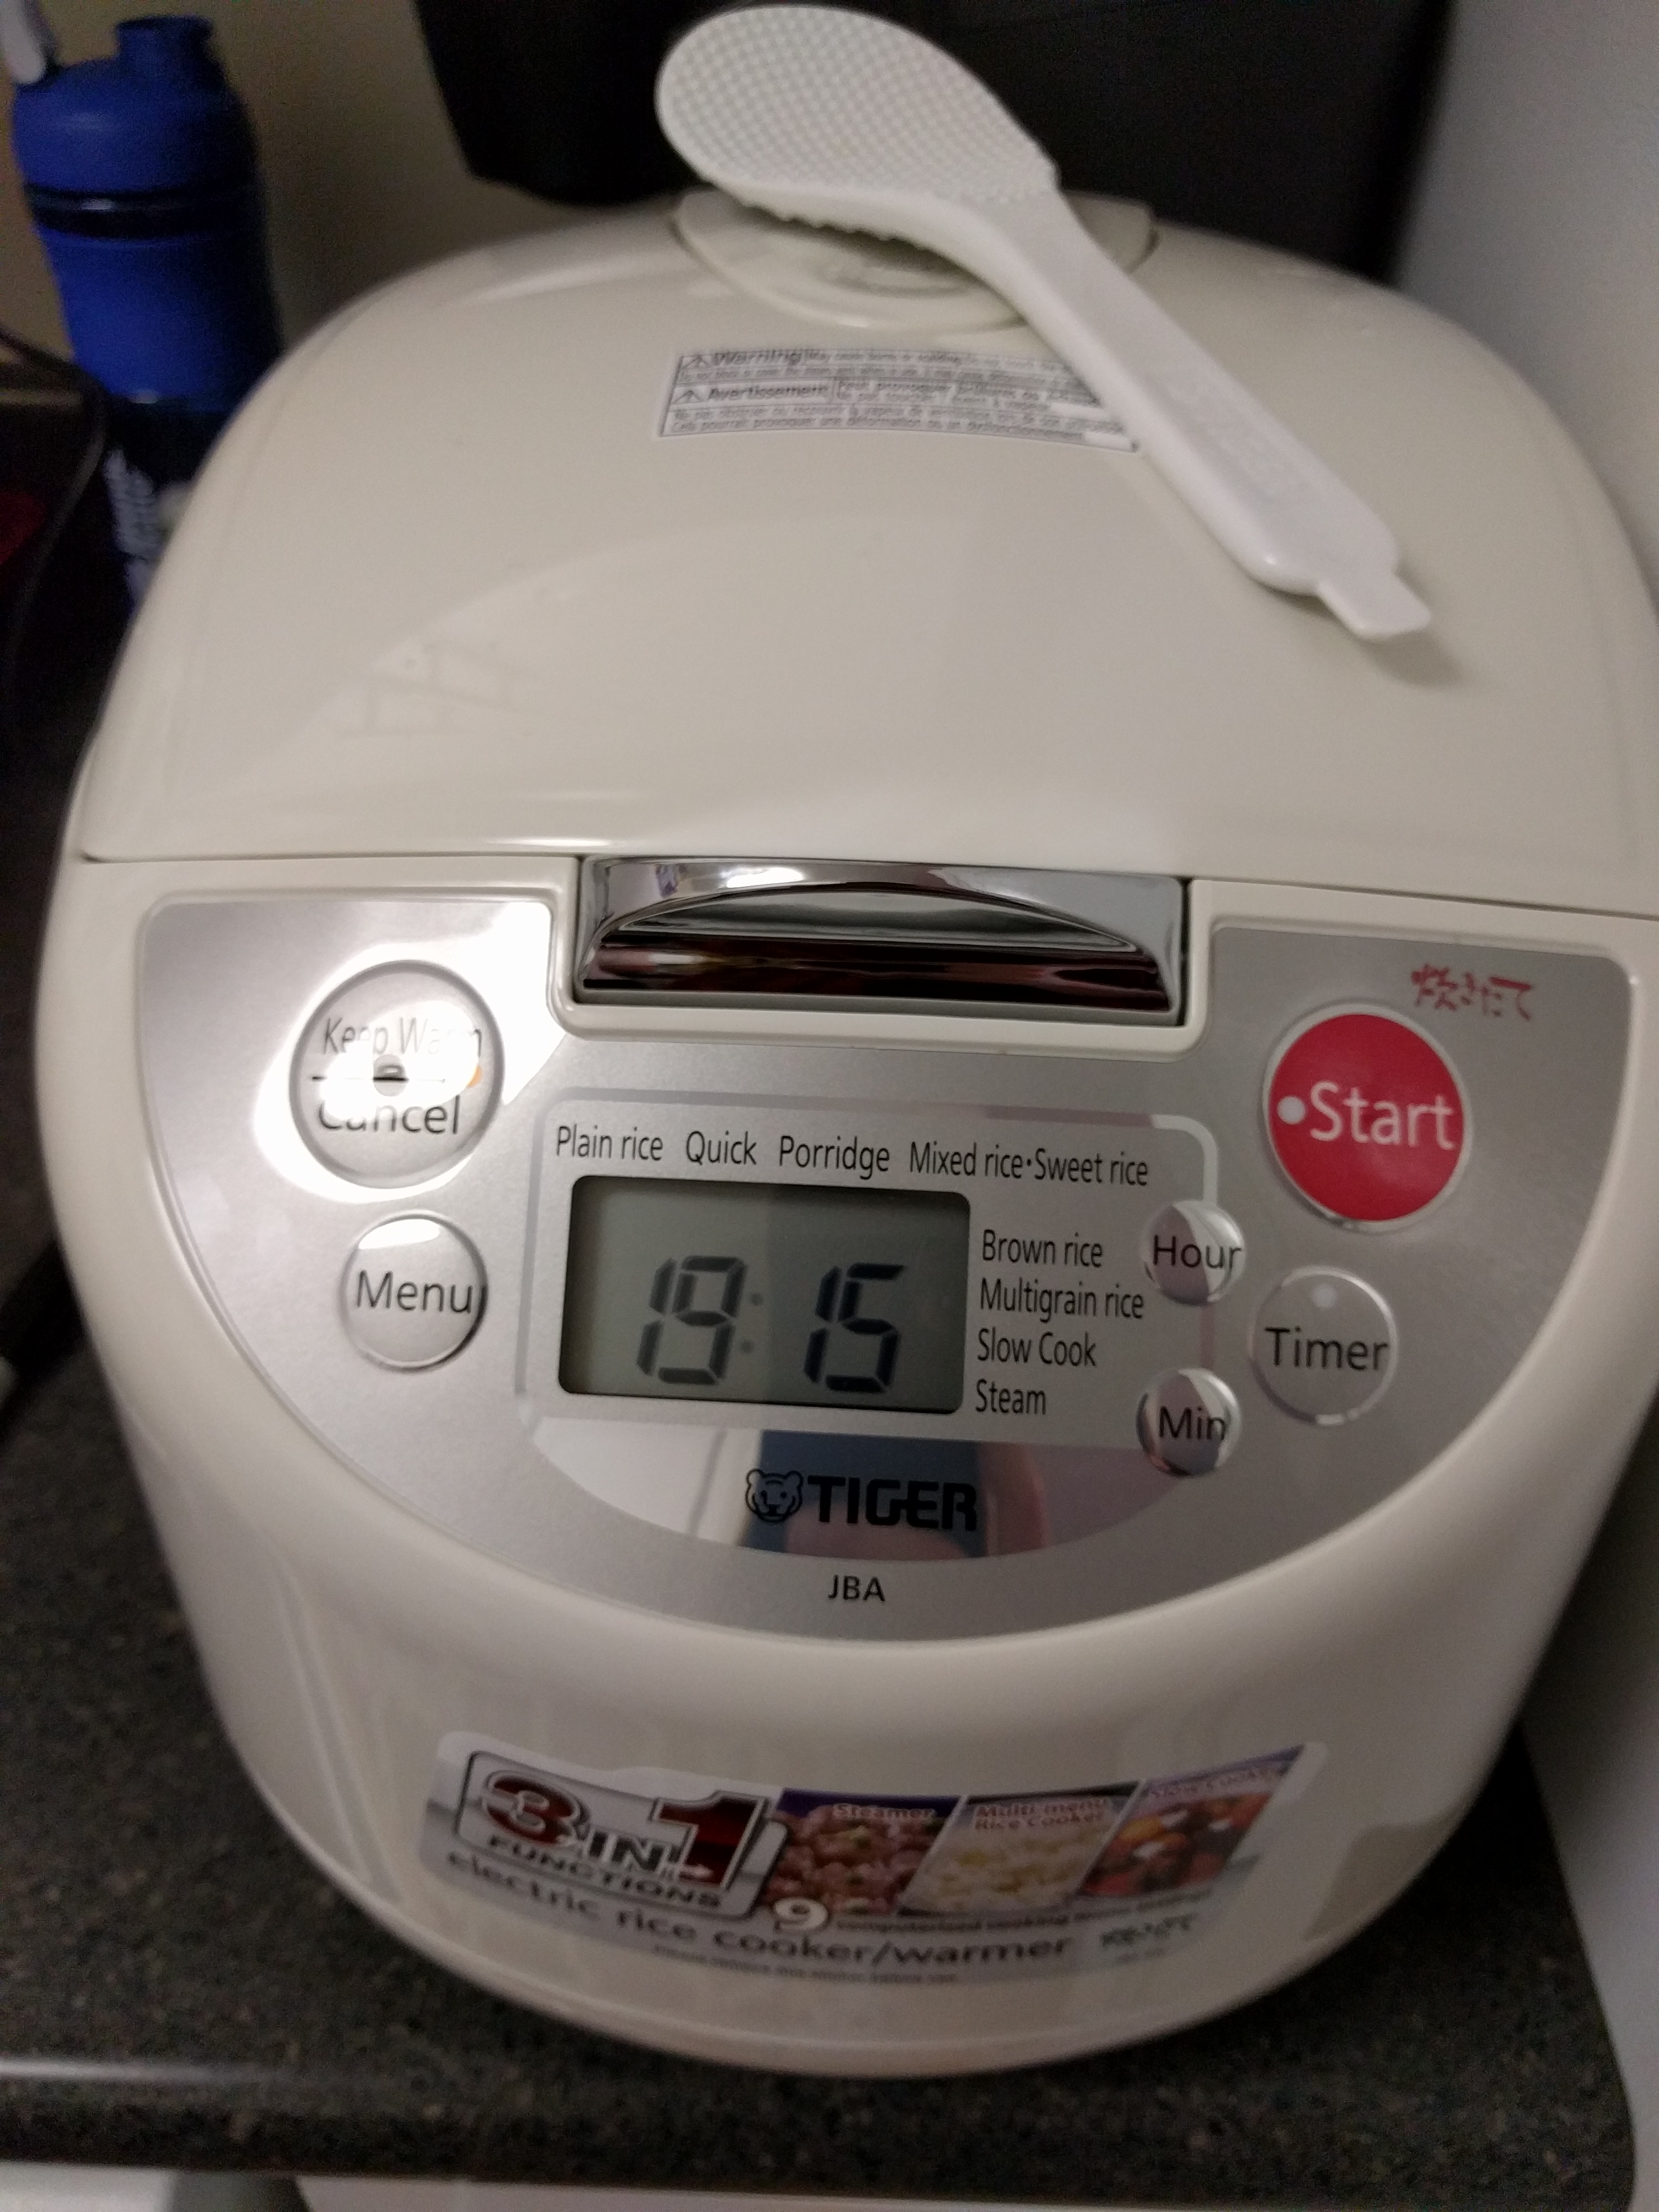 Warning
Avertissement
炊きたて
Keep Warm
Cancel
Start
Plain rice Quick Porridge Mixed rice•Sweet rice
19:15
Brown rice
Multigrain rice
Slow Cook
Steam
Hour
Min
Menu
Timer
TIGER
JBA
3 IN 1
FUNCTIONS
Steamer
Multi-menu
Rice Cooker
Slow Cooker
9 computerized cooking
electric rice cooker/warmer